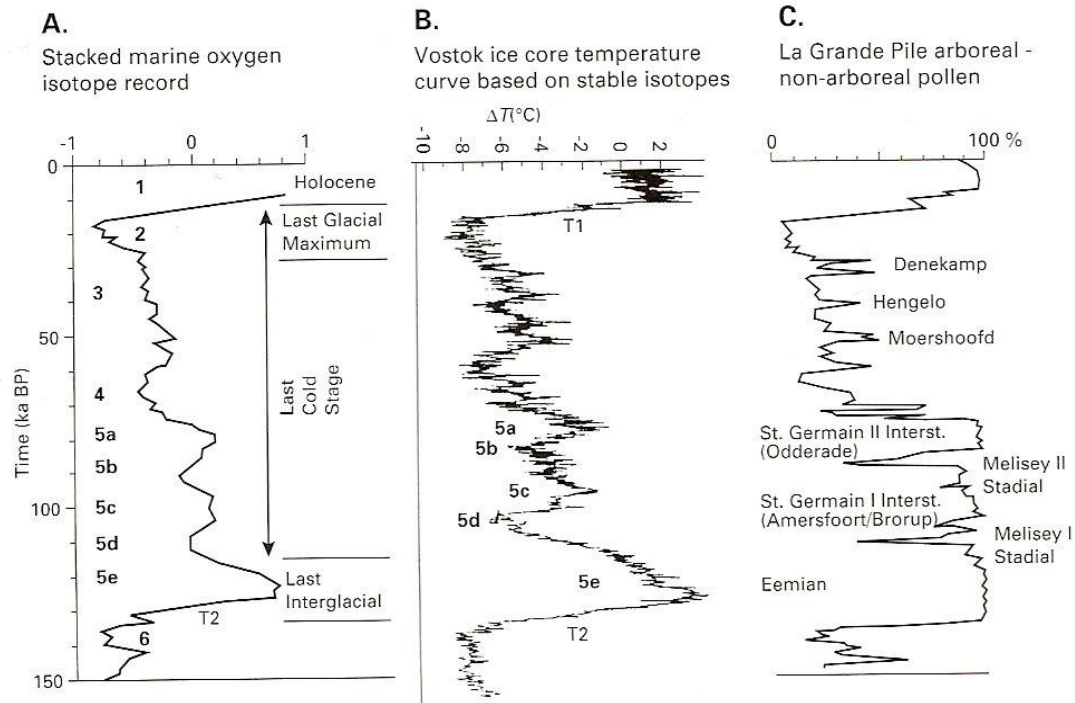 A.
Stacked marine oxygen
isotope record
-1 0 1
Time (ka BP)
0
50
100
150
1
2
3
4
5a
5b
5c
5d
5e
T2
6
Holocene
Last Glacial
Maximum
Last
Cold
Stage
Last
Interglacial
B.
Vostok ice core temperature
curve based on stable isotopes
ΔT(°C)
-10 -8 -6 -4 -2 0 2
T1
5a
5b
5c
5d
5e
T2
C.
La Grande Pile arboreal -
non-arboreal pollen
0 100 %
Denekamp
Hengelo
Moershoofd
St. Germain II Interst.
(Odderade)
Melisey II
Stadial
St. Germain I Interst.
(Amersfoort/Brorup)
Melisey I
Stadial
Eemian